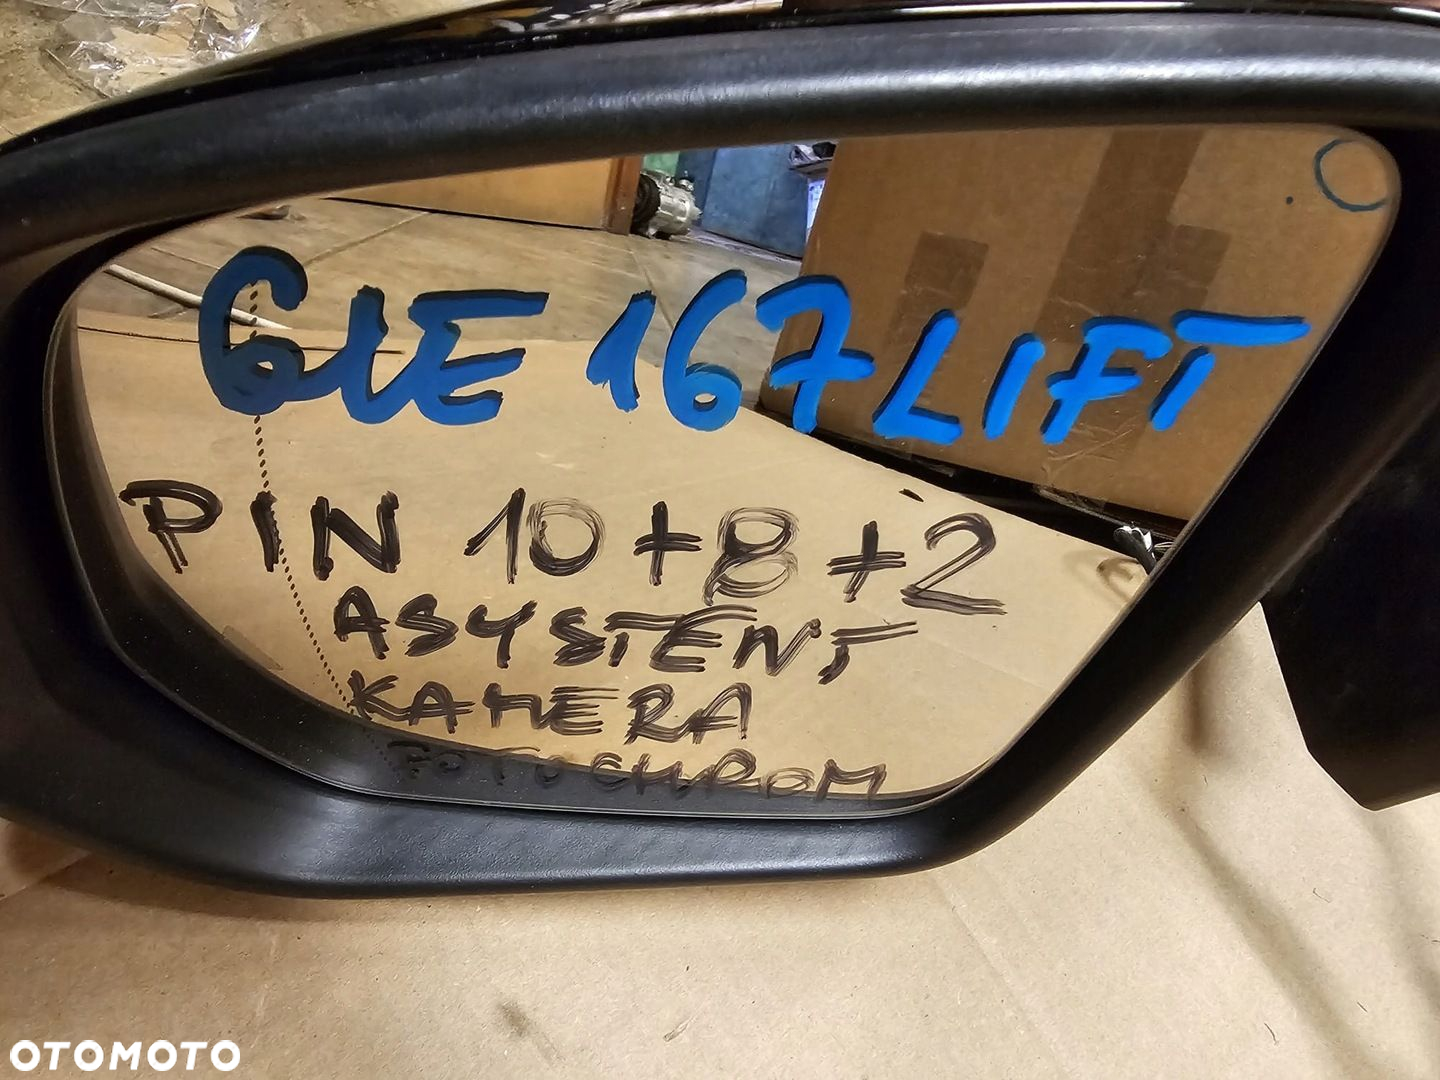 GLE 167 LIFT
PIN 10+8+2
ASYSTENT
KAMERA
FOTOCHROM
OTOMOTO